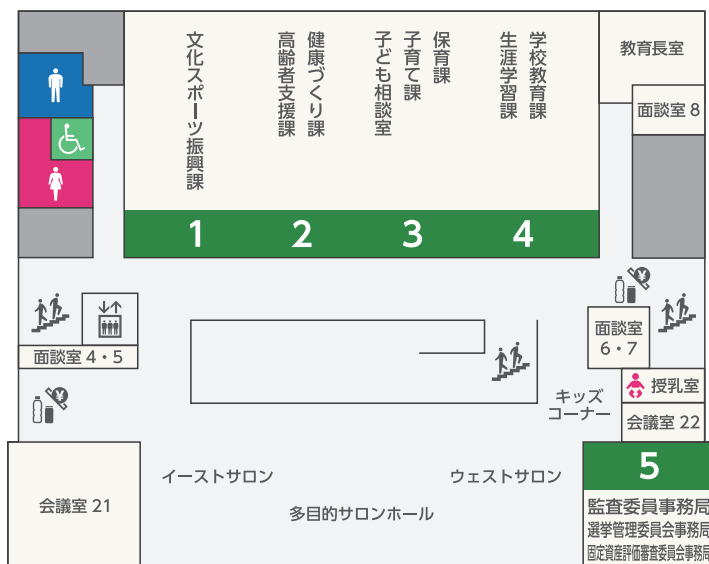 文化スポーツ振興課
健康づくり課
高齢者支援課
保育課
子育て課
子ども相談室
学校教育課
生涯学習課
教育長室
面談室 8
1
2
3
4
面談室
6・7
面談室 4・5
授乳室
キッズ
コーナー
会議室 22
イーストサロン
ウェストサロン
多目的サロンホール
会議室 21
5
監査委員事務局
選挙管理委員会事務局
固定資産評価審査委員会事務局